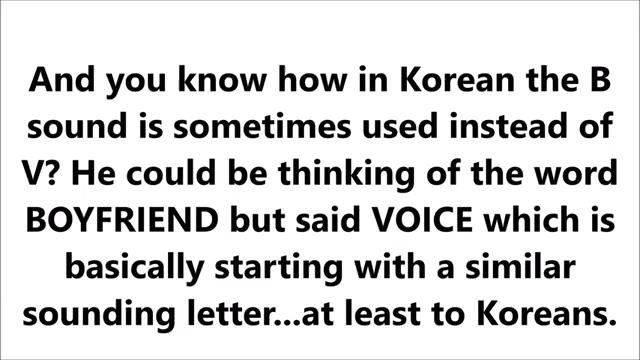 And you know how in Korean the B
sound is sometimes used instead of
V? He could be thinking of the word
BOYFRIEND but said VOICE which is
basically starting with a similar
sounding letter...at least to Koreans.